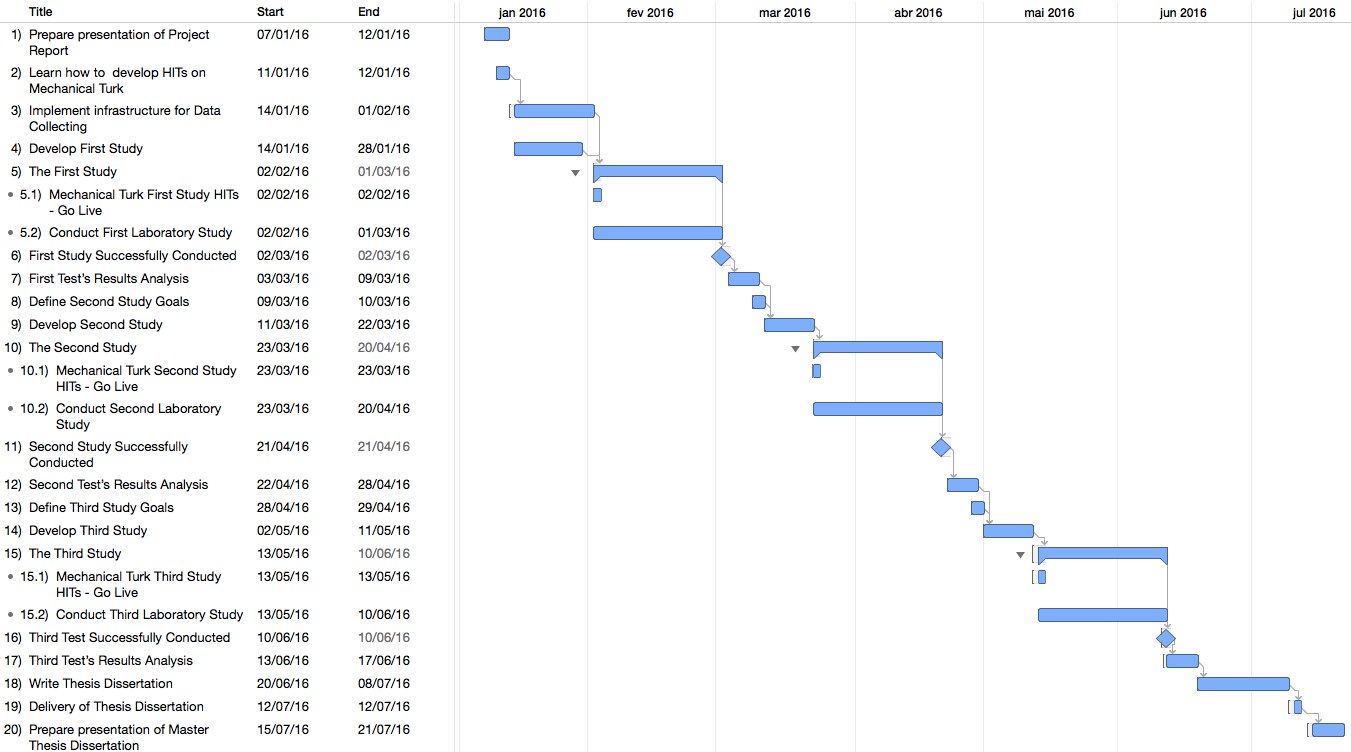 Title Start End jan 2016 fev 2016 mar 2016 abr 2016 mai 2016 jun 2016 jul 2016
1) Prepare presentation of Project 07/01/16 12/01/16
Report
2) Learn how to develop HITs on 11/01/16 12/01/16
Mechanical Turk
3) Implement infrastructure for Data 14/01/16 01/02/16
Collecting
4) Develop First Study 14/01/16 28/01/16
5) The First Study 02/02/16 01/03/16
5.1) Mechanical Turk First Study HITs 02/02/16 02/02/16
- Go Live
5.2) Conduct First Laboratory Study 02/02/16 01/03/16
6) First Study Successfully Conducted 02/03/16 02/03/16
7) First Test's Results Analysis 03/03/16 09/03/16
8) Define Second Study Goals 09/03/16 10/03/16
9) Develop Second Study 11/03/16 22/03/16
10) The Second Study 23/03/16 20/04/16
10.1) Mechanical Turk Second Study 23/03/16 23/03/16
HITs - Go Live
10.2) Conduct Second Laboratory 23/03/16 20/04/16
Study
11) Second Study Successfully 21/04/16 21/04/16
Conducted
12) Second Test's Results Analysis 22/04/16 28/04/16
13) Define Third Study Goals 28/04/16 29/04/16
14) Develop Third Study 02/05/16 11/05/16
15) The Third Study 13/05/16 10/06/16
15.1) Mechanical Turk Third Study 13/05/16 13/05/16
HITs - Go Live
15.2) Conduct Third Laboratory Study 13/05/16 10/06/16
16) Third Test Successfully Conducted 10/06/16 10/06/16
17) Third Test's Results Analysis 13/06/16 17/06/16
18) Write Thesis Dissertation 20/06/16 08/07/16
19) Delivery of Thesis Dissertation 12/07/16 12/07/16
20) Prepare presentation of Master 15/07/16 21/07/16
Thesis Dissertation